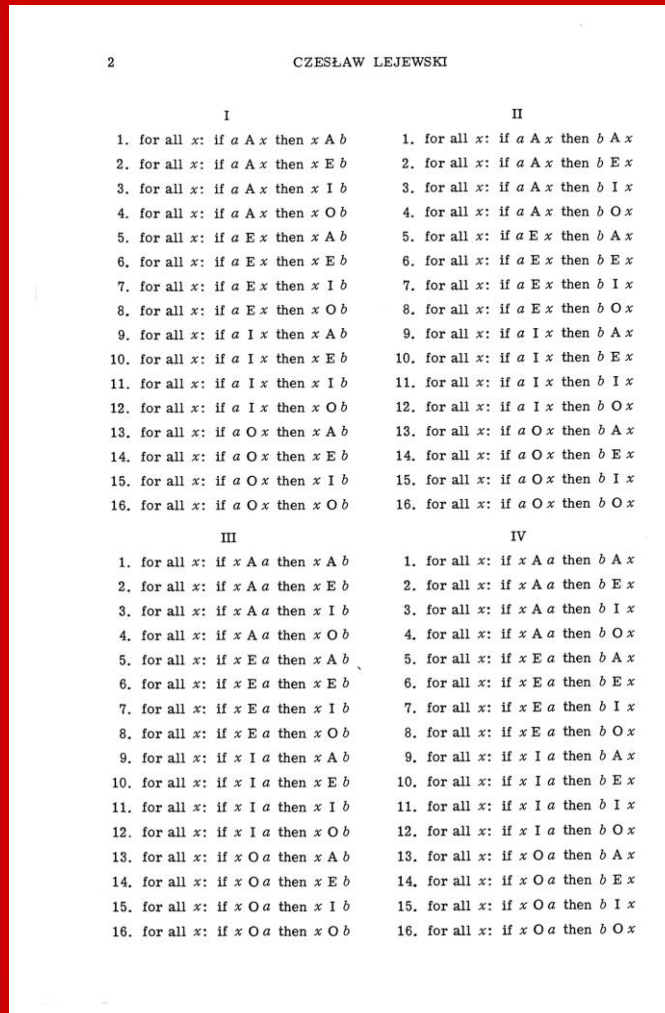 2 CZESŁAW LEJEWSKI
I
1. for all x: if a A x then x A b
2. for all x: if a A x then x E b
3. for all x: if a A x then x I b
4. for all x: if a A x then x O b
5. for all x: if a E x then x A b
6. for all x: if a E x then x E b
7. for all x: if a E x then x I b
8. for all x: if a E x then x O b
9. for all x: if a I x then x A b
10. for all x: if a I x then x E b
11. for all x: if a I x then x I b
12. for all x: if a I x then x O b
13. for all x: if a O x then x A b
14. for all x: if a O x then x E b
15. for all x: if a O x then x I b
16. for all x: if a O x then x O b
II
1. for all x: if a A x then b A x
2. for all x: if a A x then b E x
3. for all x: if a A x then b I x
4. for all x: if a A x then b O x
5. for all x: if a E x then b A x
6. for all x: if a E x then b E x
7. for all x: if a E x then b I x
8. for all x: if a E x then b O x
9. for all x: if a I x then b A x
10. for all x: if a I x then b E x
11. for all x: if a I x then b I x
12. for all x: if a I x then b O x
13. for all x: if a O x then b A x
14. for all x: if a O x then b E x
15. for all x: if a O x then b I x
16. for all x: if a O x then b O x
III
1. for all x: if x A a then x A b
2. for all x: if x A a then x E b
3. for all x: if x A a then x I b
4. for all x: if x A a then x O b
5. for all x: if x E a then x A b
6. for all x: if x E a then x E b
7. for all x: if x E a then x I b
8. for all x: if x E a then x O b
9. for all x: if x I a then x A b
10. for all x: if x I a then x E b
11. for all x: if x I a then x I b
12. for all x: if x I a then x O b
13. for all x: if x O a then x A b
14. for all x: if x O a then x E b
15. for all x: if x O a then x I b
16. for all x: if x O a then x O b
IV
1. for all x: if x A a then b A x
2. for all x: if x A a then b E x
3. for all x: if x A a then b I x
4. for all x: if x A a then b O x
5. for all x: if x E a then b A x
6. for all x: if x E a then b E x
7. for all x: if x E a then b I x
8. for all x: if x E a then b O x
9. for all x: if x I a then b A x
10. for all x: if x I a then b E x
11. for all x: if x I a then b I x
12. for all x: if x I a then b O x
13. for all x: if x O a then b A x
14. for all x: if x O a then b E x
15. for all x: if x O a then b I x
16. for all x: if x O a then b O x